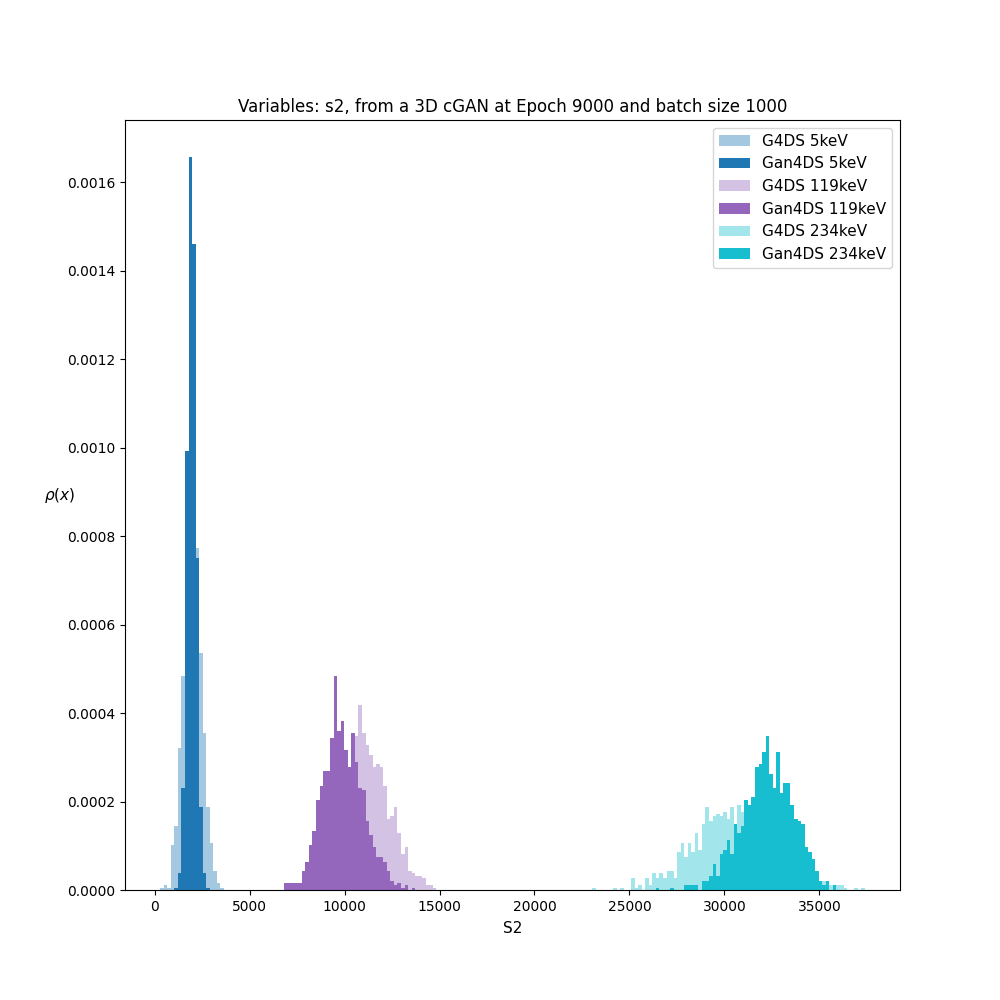 Variables: s2, from a 3D cGAN at Epoch 9000 and batch size 1000
G4DS 5keV
Gan4DS 5keV
G4DS 119keV
Gan4DS 119keV
G4DS 234keV
Gan4DS 234keV
0.0016
0.0014
0.0012
0.0010
ρ(x)
0.0008
0.0006
0.0004
0.0002
0.0000
0 5000 10000 15000 20000 25000 30000 35000
S2